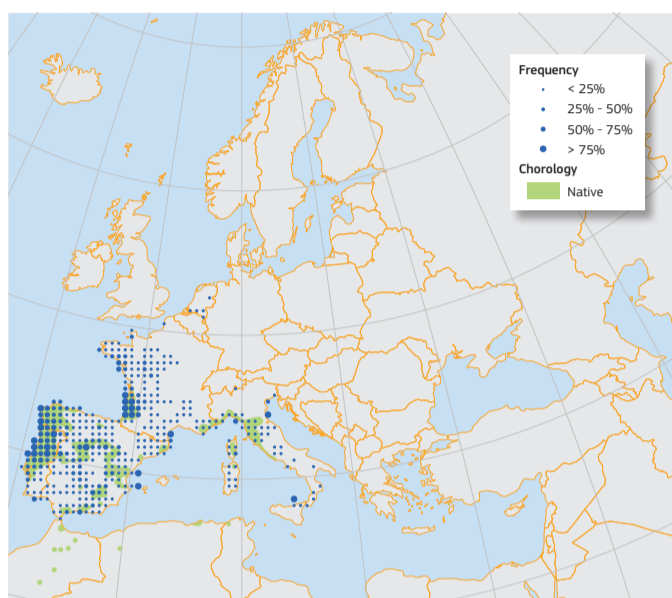 Frequency
< 25%
25% - 50%
50% - 75%
> 75%
Chorology
Native